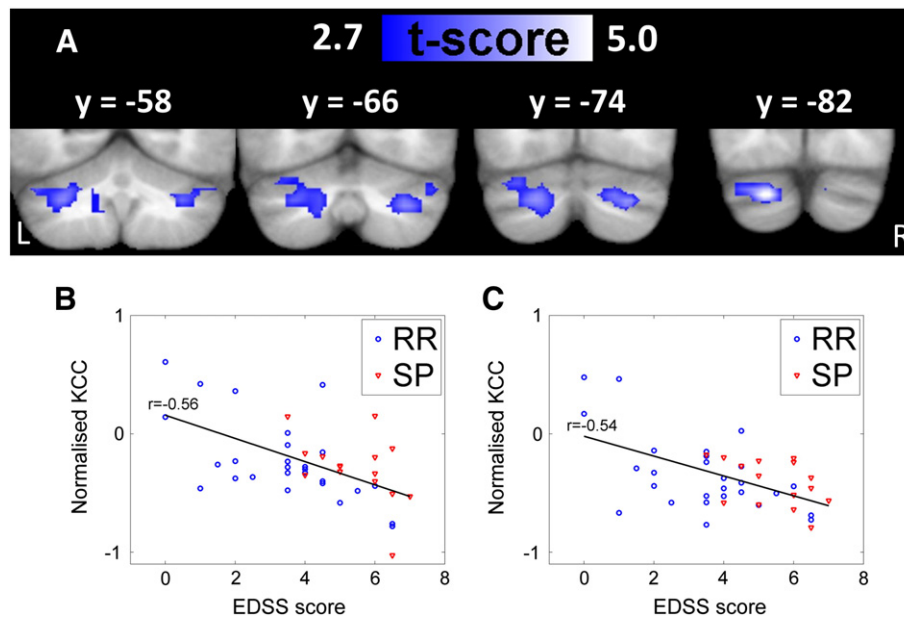 A
2.7 t-score 5.0
y = -58 y = -66 y = -74 y = -82
L R
B C
1 RR SP
r=-0.56
Normalised KCC
0
-1
0 2 4 6 8
EDSS score
1 RR SP
r=-0.54
Normalised KCC
0
-1
0 2 4 6 8
EDSS score